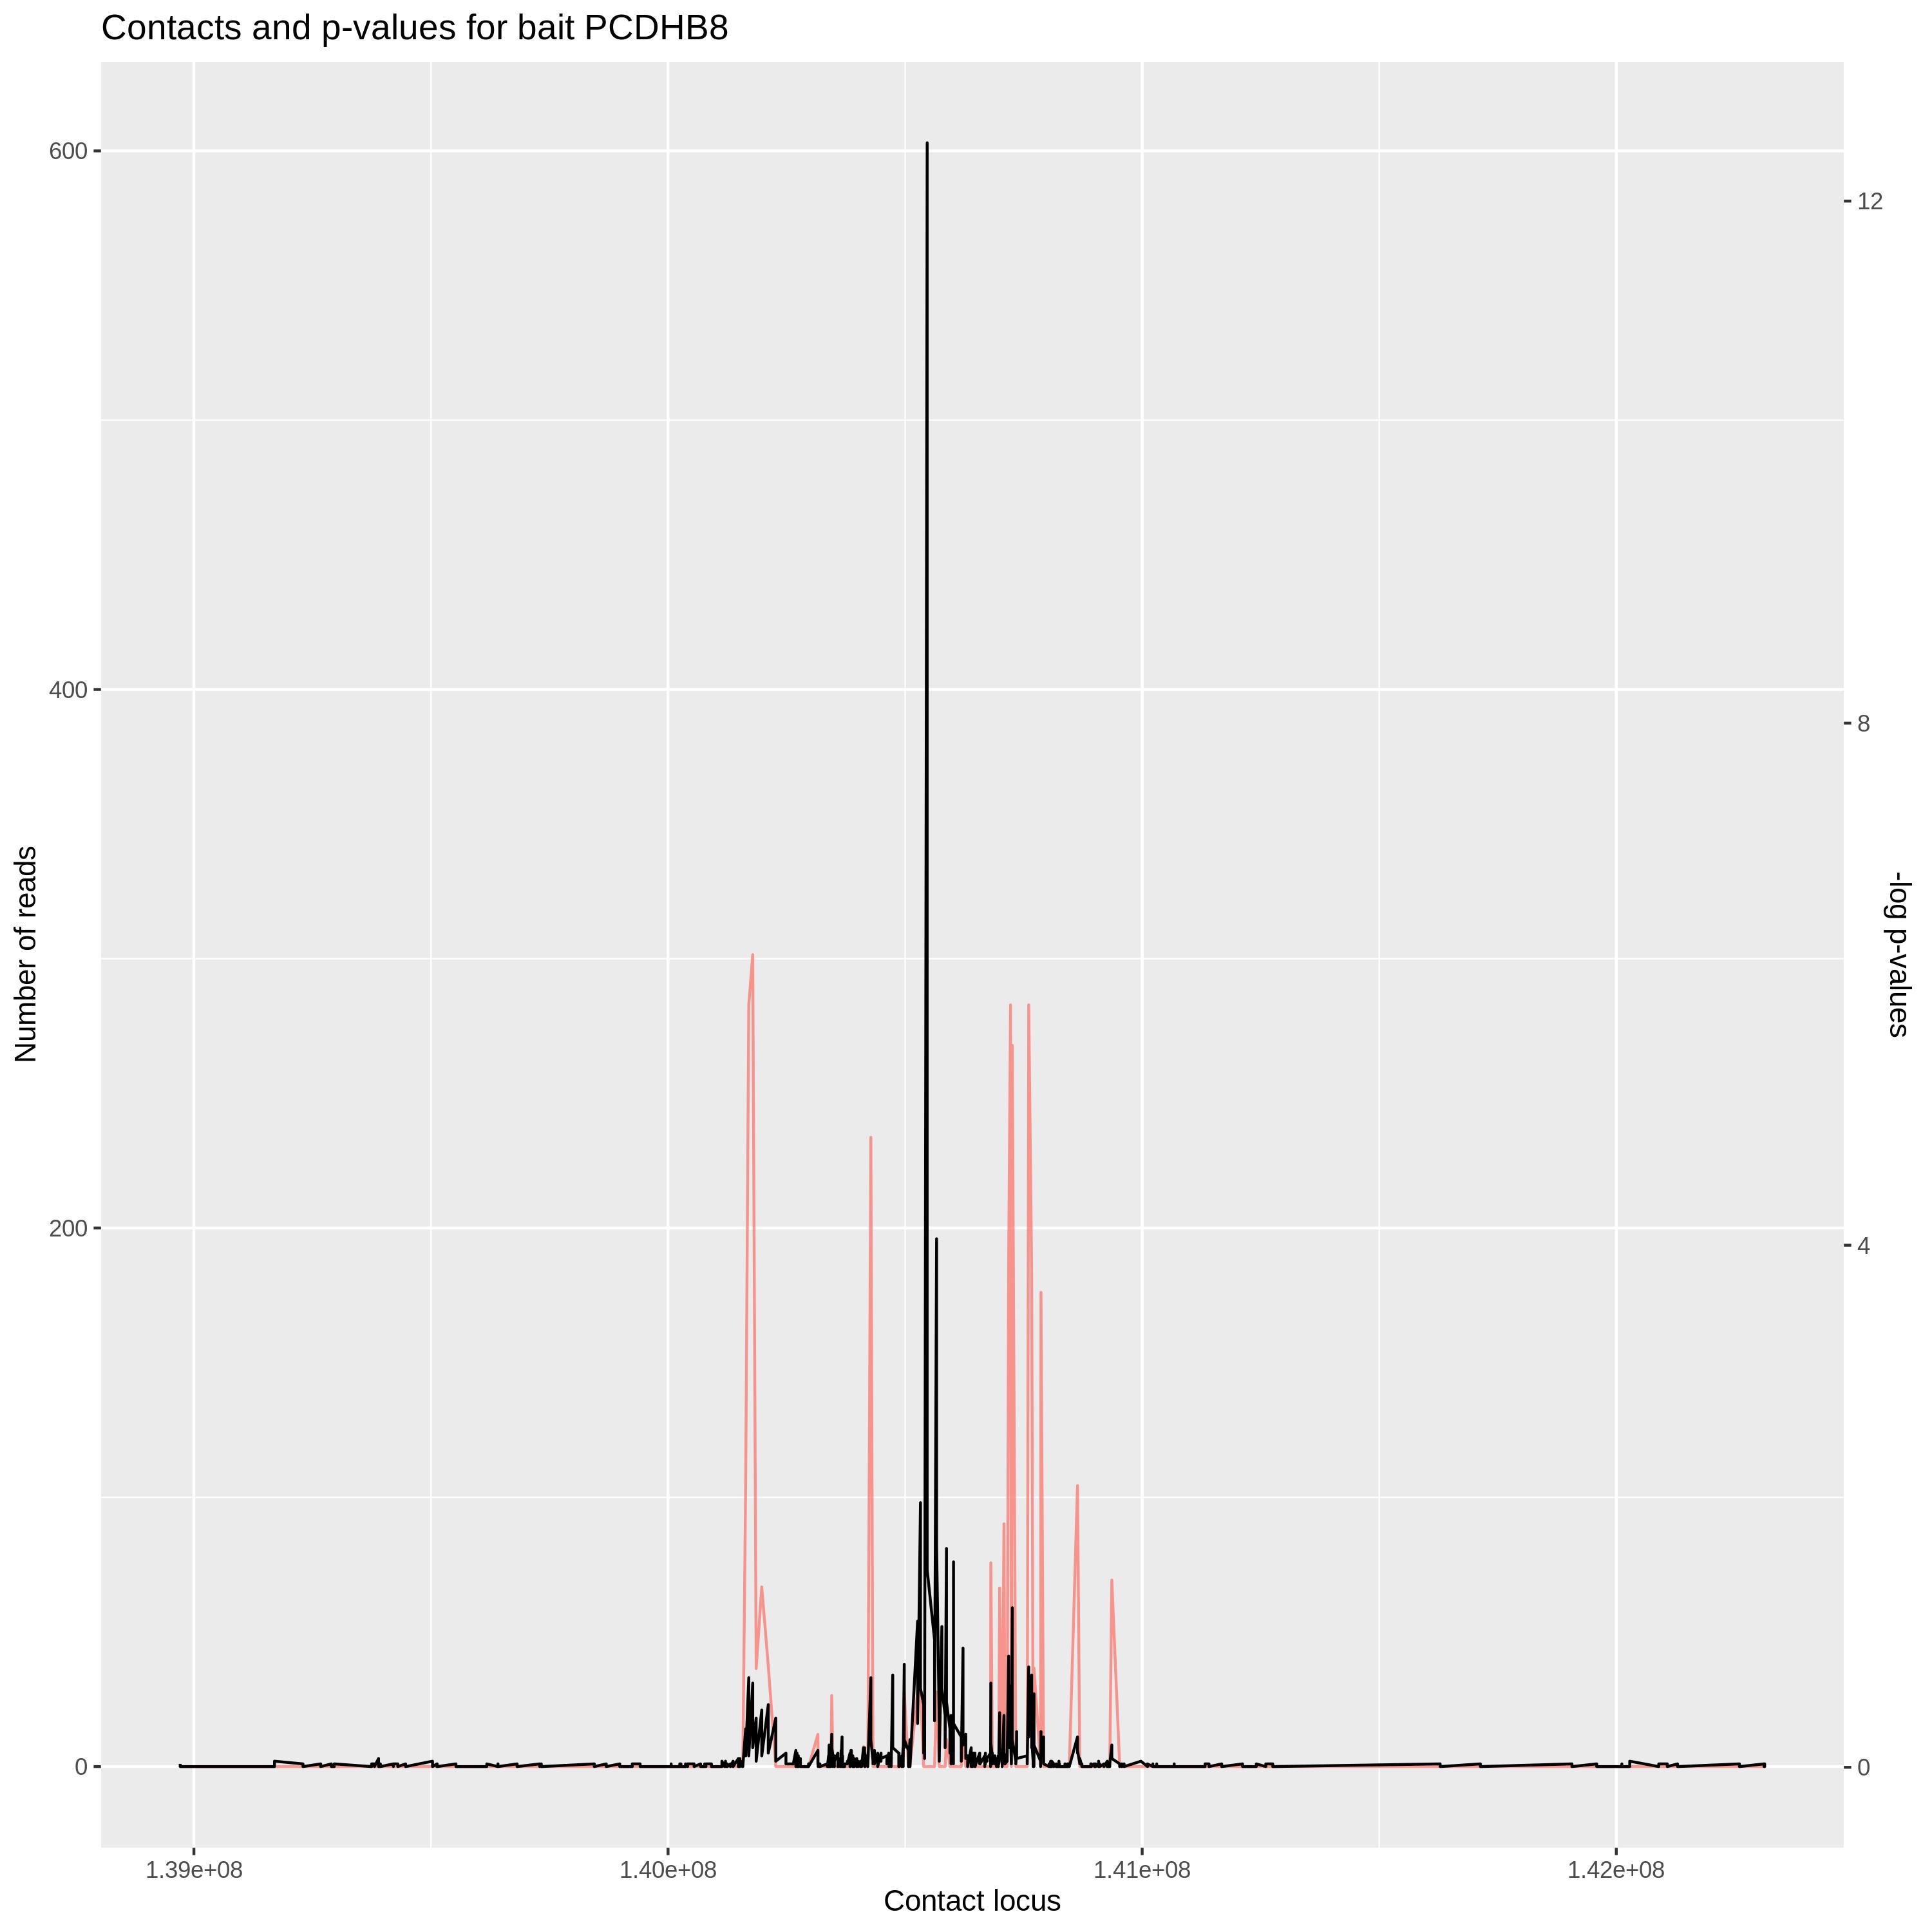 Contacts and p-values for bait PCDHB8
600
400
200
0
12
8
4
0
Number of reads
-log p-values
1.39e+08
1.40e+08
1.41e+08
1.42e+08
Contact locus